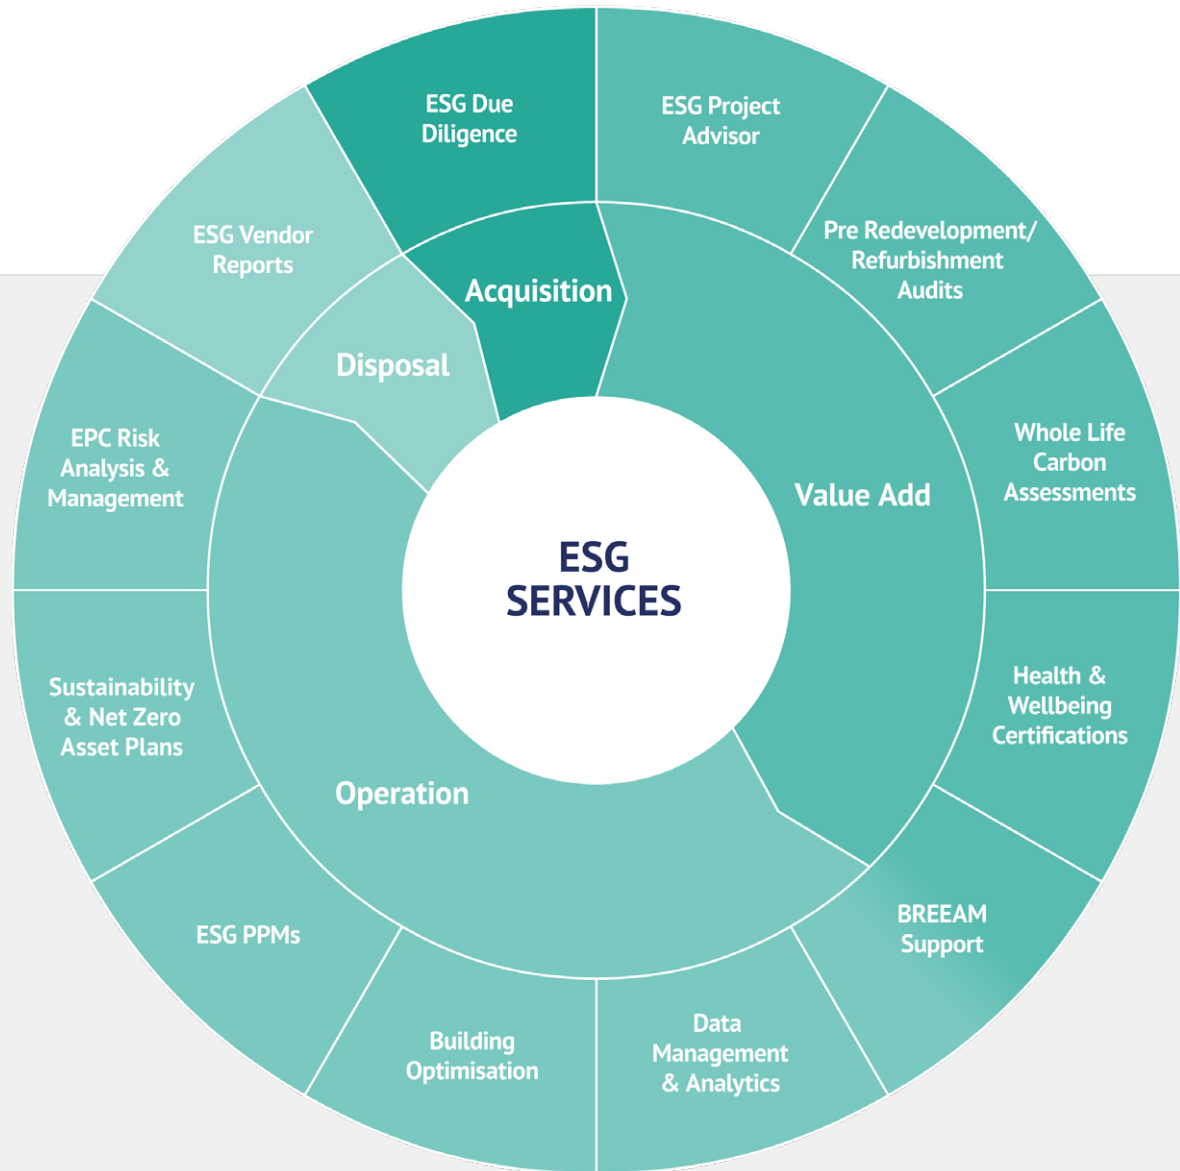 ESG Due
Diligence
ESG Project
Advisor
Pre Redevelopment/
Refurbishment
Audits
Whole Life
Carbon
Assessments
Health &
Wellbeing
Certifications
BREEAM
Support
Data
Management
& Analytics
Building
Optimisation
ESG PPMs
Sustainability
& Net Zero
Asset Plans
EPC Risk
Analysis &
Management
ESG Vendor
Reports
Acquisition
Value Add
Operation
Disposal
ESG
SERVICES